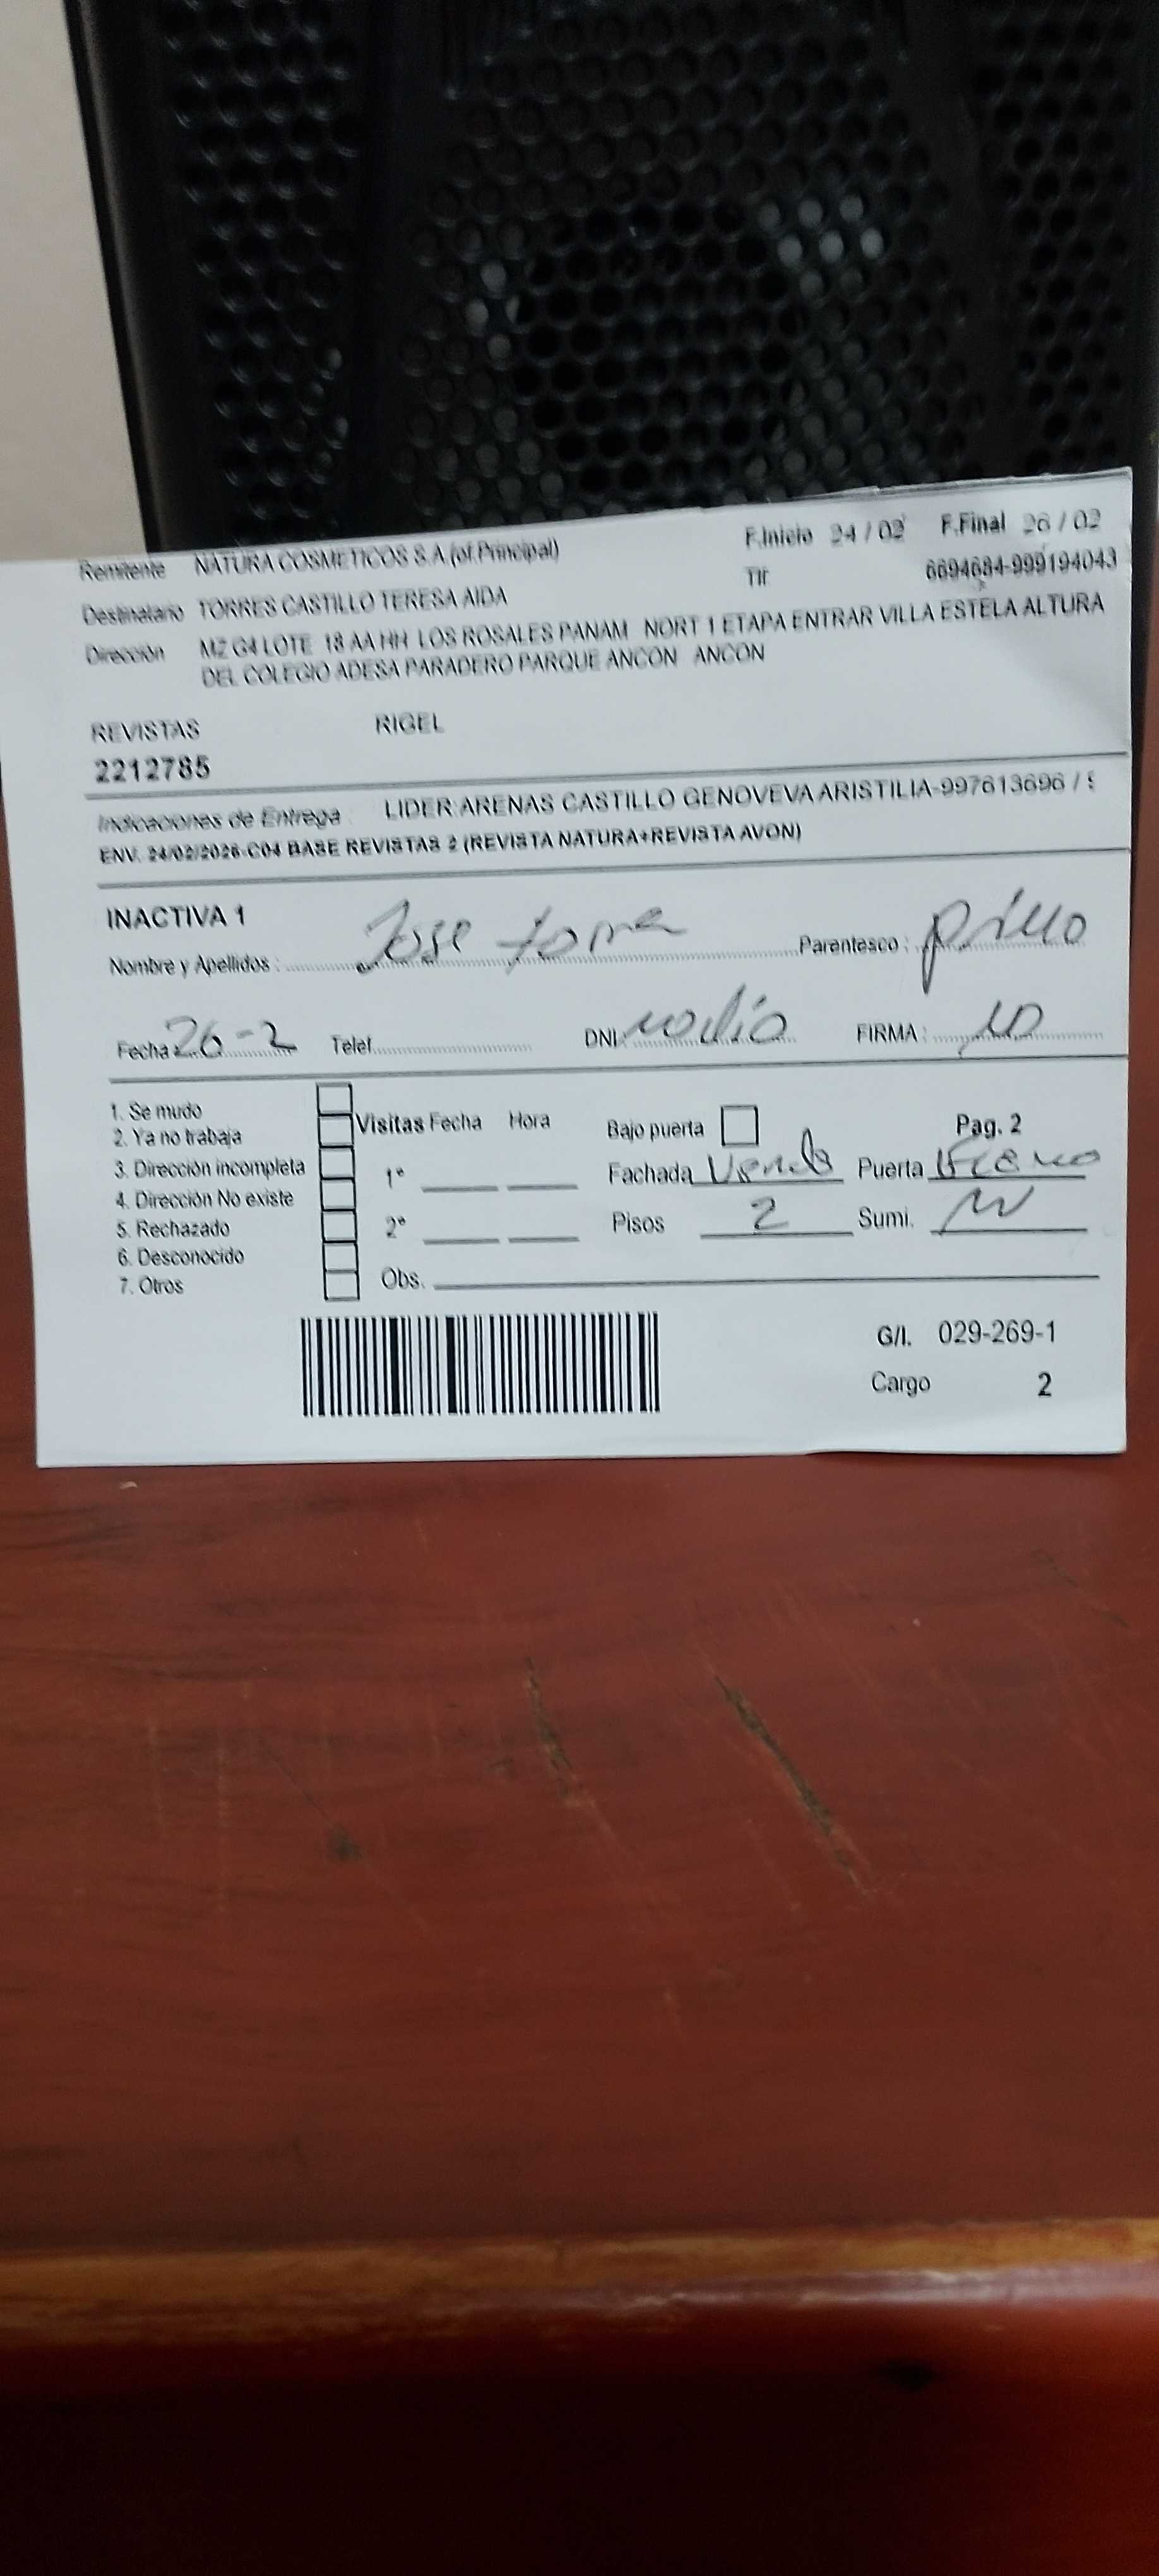 F.Inicio 24 / 02 F.Final 26 / 02
Remitente NATURA COSMETICOS S.A.(of.Principal)
Tlf. 6694684-999194043
Destinatario TORRES CASTILLO TERESA AIDA
Dirección MZ G4 LOTE 18 AA HH LOS ROSALES PANAM NORT 1 ETAPA ENTRAR VILLA ESTELA ALTURA
DEL COLEGIO ADESA PARADERO PARQUE ANCON ANCON
REVISTAS RIGEL
2212785
Indicaciones de Entrega : LIDER:ARENAS CASTILLO GENOVEVA ARISTILIA-997613696 /
ENV. 24/02/2026-C04 BASE REVISTAS 2 (REVISTA NATURA+REVISTA AVON)
INACTIVA 1
Nombre y Apellidos : Jose Parentesco : primo
Fecha 26-2 Telef. DNI: no dio FIRMA :
1. Se mudo
2. Ya no trabaja
3. Dirección incompleta
4. Dirección No existe
5. Rechazado
6. Desconocido
7. Otros
Visitas Fecha Hora
1°
2°
Bajo puerta Pag. 2
Fachada Verde Puerta fierro
Pisos 2 Sumi.
Obs.
G/I. 029-269-1
Cargo 2